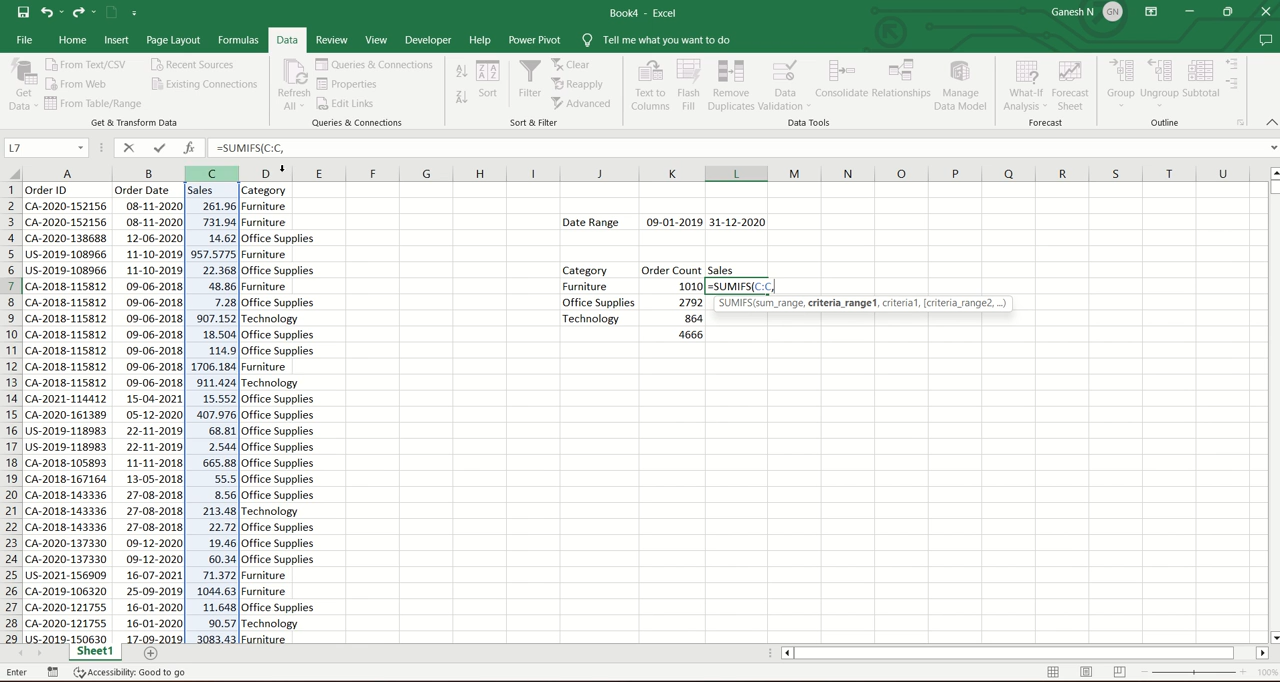 Book4 - Excel
Ganesh N GN
File Home Insert Page Layout Formulas Data Review View Developer Help Power Pivot Tell me what you want to do
Get Data
From Text/CSV
From Web
From Table/Range
Recent Sources
Existing Connections
Get & Transform Data
Refresh All
Queries & Connections
Properties
Edit Links
Queries & Connections
Sort
Filter
Clear
Reapply
Advanced
Sort & Filter
Text to Columns
Flash Fill
Remove Duplicates
Data Validation
Consolidate
Relationships
Manage Data Model
Data Tools
What-If Analysis
Forecast Sheet
Forecast
Group
Ungroup
Subtotal
Outline
L7 fx =SUMIFS(C:C,
A B C D E F G H I J K L M N O P Q R S T U
1 Order ID Order Date Sales Category
2 CA-2020-152156 08-11-2020 261.96 Furniture
3 CA-2020-152156 08-11-2020 731.94 Furniture Date Range 09-01-2019 31-12-2020
4 CA-2020-138688 12-06-2020 14.62 Office Supplies
5 US-2019-108966 11-10-2019 957.5775 Furniture
6 US-2019-108966 11-10-2019 22.368 Office Supplies Category Order Count Sales
7 CA-2018-115812 09-06-2018 48.86 Furniture Furniture 1010 =SUMIFS(C:C,
8 CA-2018-115812 09-06-2018 7.28 Office Supplies Office Supplies 2792 SUMIFS(sum_range, criteria_range1, criteria1, [criteria_range2, ...)
9 CA-2018-115812 09-06-2018 907.152 Technology Technology 864
10 CA-2018-115812 09-06-2018 18.504 Office Supplies 4666
11 CA-2018-115812 09-06-2018 114.9 Office Supplies
12 CA-2018-115812 09-06-2018 1706.184 Furniture
13 CA-2018-115812 09-06-2018 911.424 Technology
14 CA-2021-114412 15-04-2021 15.552 Office Supplies
15 CA-2020-161389 05-12-2020 407.976 Office Supplies
16 US-2019-118983 22-11-2019 68.81 Office Supplies
17 US-2019-118983 22-11-2019 2.544 Office Supplies
18 CA-2018-105893 11-11-2018 665.88 Office Supplies
19 CA-2018-167164 13-05-2018 55.5 Office Supplies
20 CA-2018-143336 27-08-2018 8.56 Office Supplies
21 CA-2018-143336 27-08-2018 213.48 Technology
22 CA-2018-143336 27-08-2018 22.72 Office Supplies
23 CA-2020-137330 09-12-2020 19.46 Office Supplies
24 CA-2020-137330 09-12-2020 60.34 Office Supplies
25 US-2021-156909 16-07-2021 71.372 Furniture
26 CA-2019-106320 25-09-2019 1044.63 Furniture
27 CA-2020-121755 16-01-2020 11.648 Office Supplies
28 CA-2020-121755 16-01-2020 90.57 Technology
29 US-2019-150630 17-09-2019 3083.43 Furniture
Sheet1
Enter Accessibility: Good to go 100%